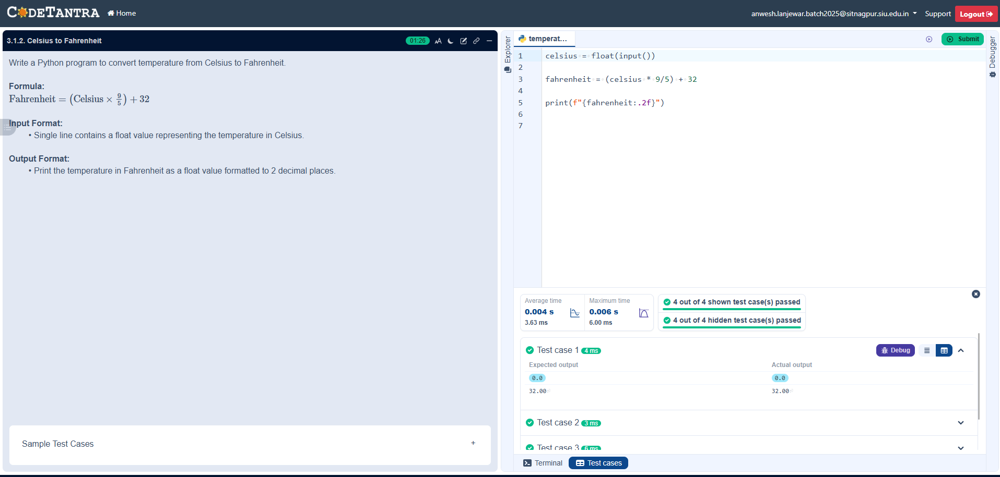 CODETANTRA Home anwesh.lanjewar.batch2025@sitnagpur.siu.edu.in Support Logout
3.1.2. Celsius to Fahrenheit 01:26 AA
Write a Python program to convert temperature from Celsius to Fahrenheit.
Formula:
Fahrenheit = (Celsius × 9/5) + 32
Input Format:
• Single line contains a float value representing the temperature in Celsius.
Output Format:
• Print the temperature in Fahrenheit as a float value formatted to 2 decimal places.
Sample Test Cases +
Explorer
temperat...
Submit
Debugger
1 celsius = float(input())
2
3 fahrenheit = (celsius * 9/5) + 32
4
5 print(f"{fahrenheit:.2f}")
6
7
Average time
0.004 s
3.63 ms
Maximum time
0.006 s
6.00 ms
4 out of 4 shown test case(s) passed
4 out of 4 hidden test case(s) passed
Test case 1 4 ms Debug
Expected output Actual output
0.0 0.0
32.00 32.00
Test case 2 3 ms
Test case 3 6 ms
Terminal Test cases